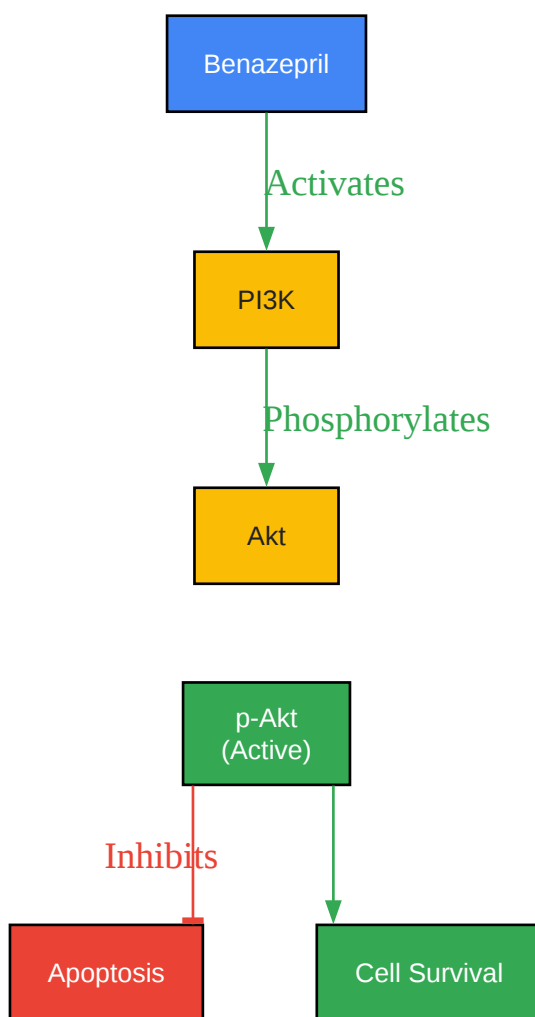 Benazepril
Activates
PI3K
Phosphorylates
Akt
p-Akt
(Active)
Inhibits
Apoptosis
Cell Survival